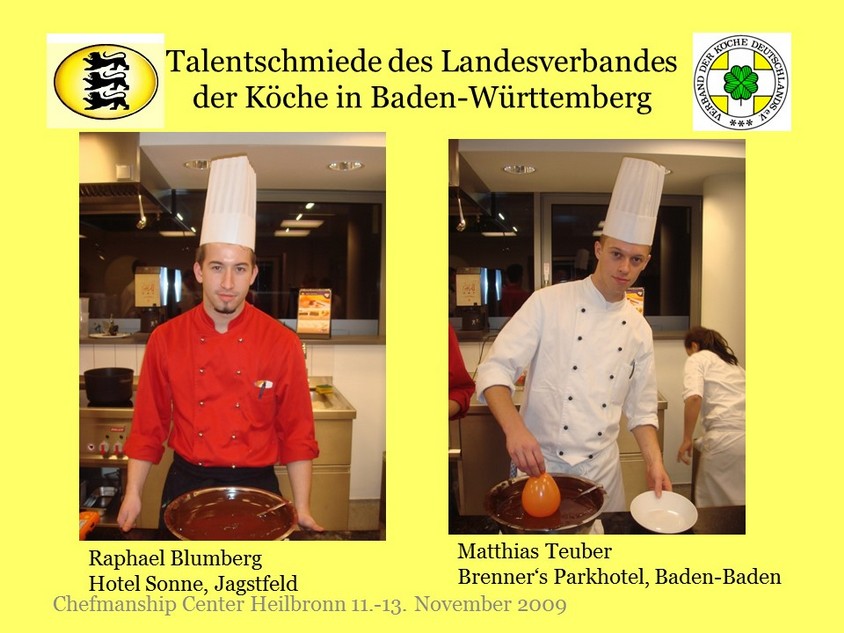 Talentschmiede des Landesverbandes
der Köche in Baden-Württemberg
VERBAND DER KÖCHE DEUTSCHLANDS e.V.
Raphael Blumberg
Hotel Sonne, Jagstfeld
Matthias Teuber
Brenner‘s Parkhotel, Baden-Baden
Chefmanship Center Heilbronn 11.-13. November 2009